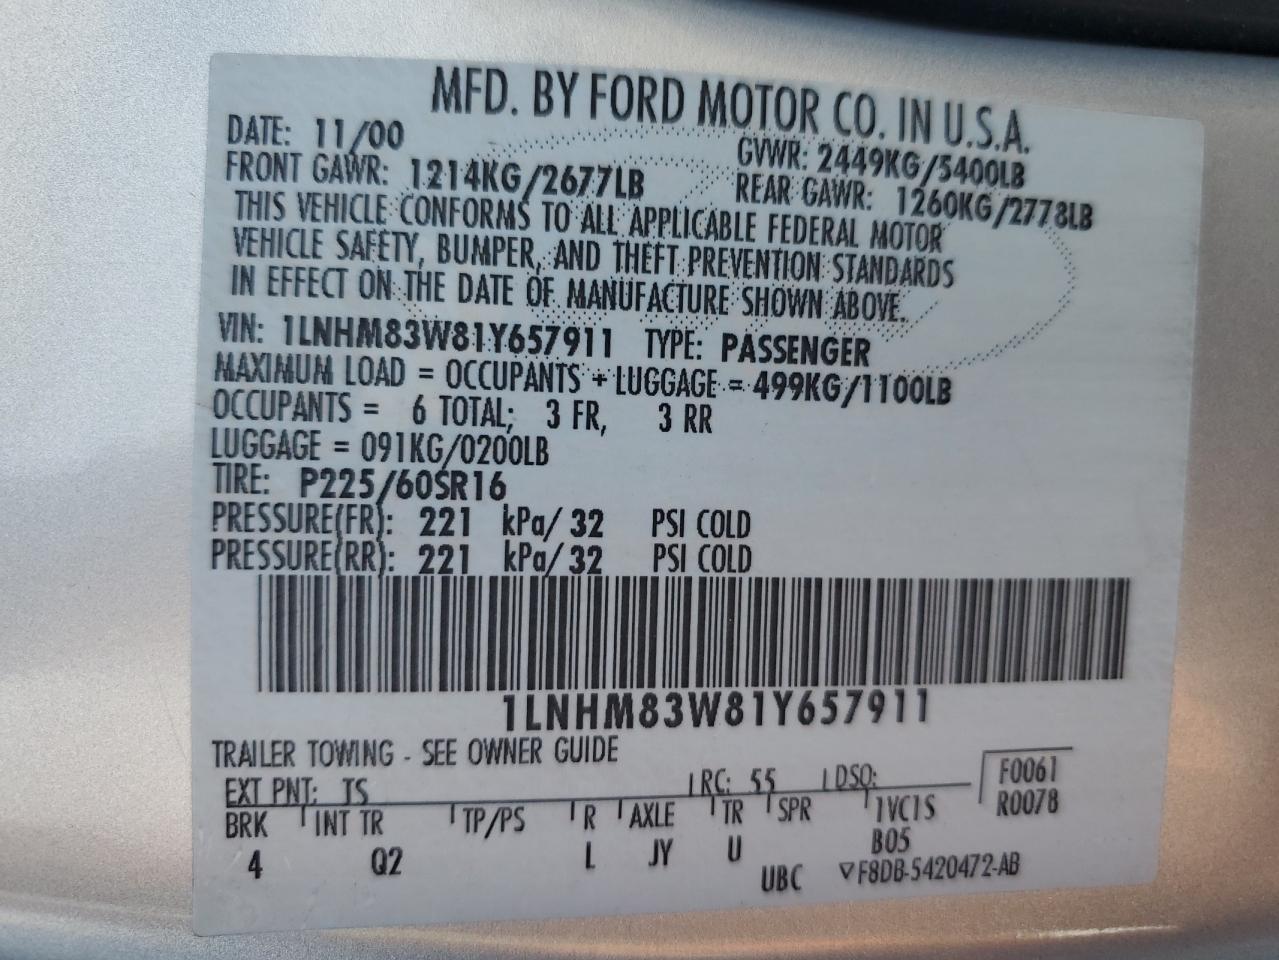 MFD. BY FORD MOTOR CO. IN U.S.A.
DATE: 11/00 GVWR: 2449KG/5400LB
FRONT GAWR: 1214KG/2677LB REAR GAWR: 1260KG/2778LB
THIS VEHICLE CONFORMS TO ALL APPLICABLE FEDERAL MOTOR
VEHICLE SAFETY, BUMPER, AND THEFT PREVENTION STANDARDS
IN EFFECT ON THE DATE OF MANUFACTURE SHOWN ABOVE.
VIN: 1LNHM83W81Y657911 TYPE: PASSENGER
MAXIMUM LOAD = OCCUPANTS + LUGGAGE = 499KG/1100LB
OCCUPANTS = 6 TOTAL; 3 FR, 3 RR
LUGGAGE = 091KG/0200LB
TIRE: P225/60SR16
PRESSURE(FR): 221 kPa/ 32 PSI COLD
PRESSURE(RR): 221 kPa/ 32 PSI COLD
1LNHM83W81Y657911
TRAILER TOWING - SEE OWNER GUIDE
EXT PNT: TS RC: 55 DSO: F0061
BRK INT TR TP/PS R AXLE TR SPR 1VC1S R0078
4 Q2 L JY U B05
UBC ▽F8DB-5420472-AB